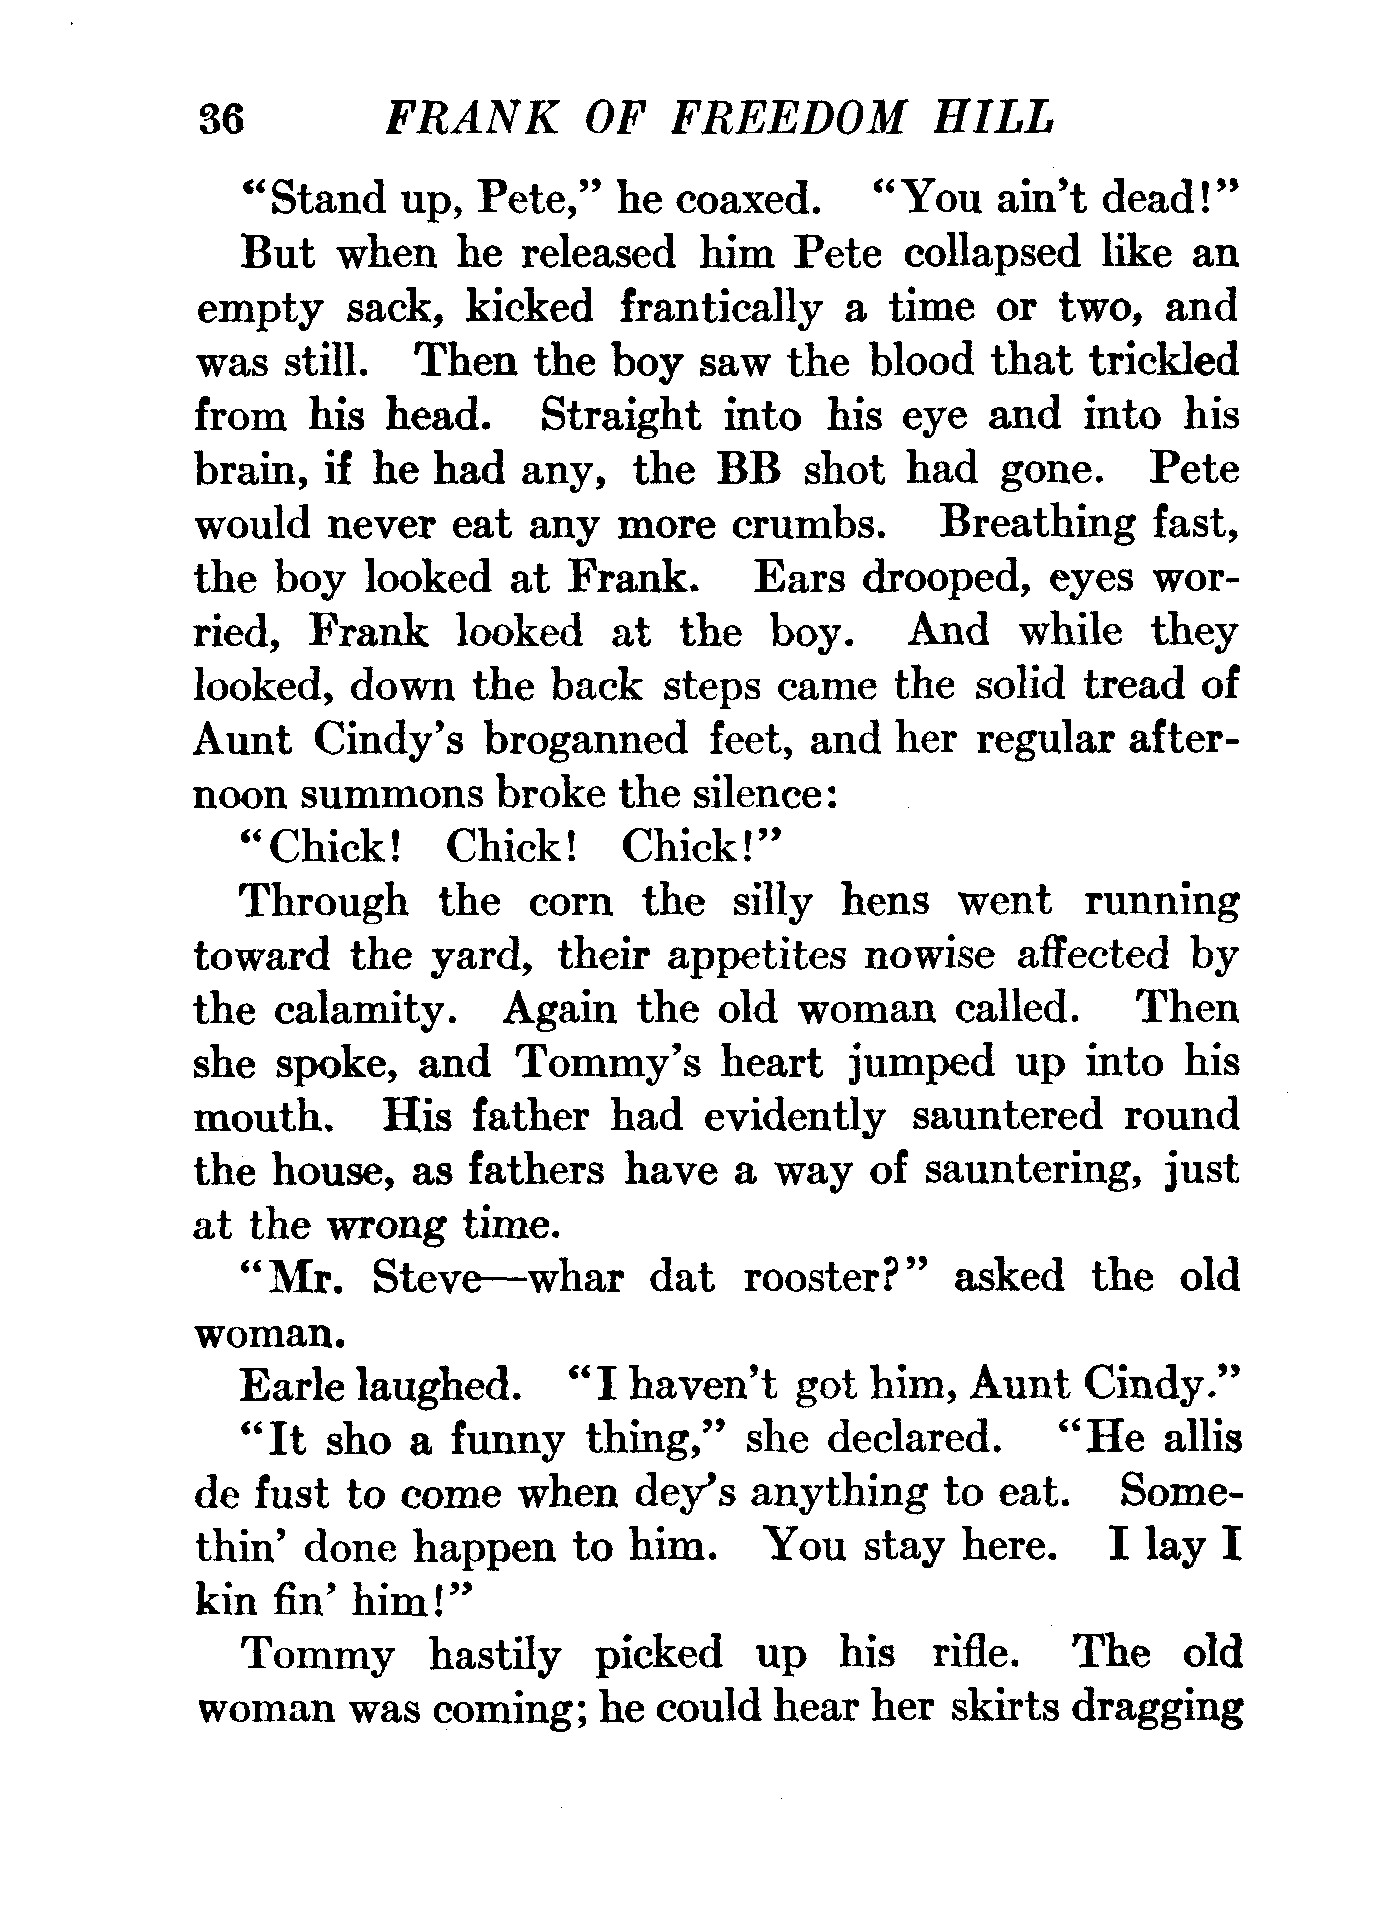 36 FRANK OF FREEDOM HILL
“Stand up, Pete,” he coaxed. “You ain’t dead!”
But when he released him Pete collapsed like an
empty sack, kicked frantically a time or two, and
was still. Then the boy saw the blood that trickled
from his head. Straight into his eye and into his
brain, if he had any, the BB shot had gone. Pete
would never eat any more crumbs. Breathing fast,
the boy looked at Frank. Ears drooped, eyes wor-
ried, Frank looked at the boy. And while they
looked, down the back steps came the solid tread of
Aunt Cindy’s broganned feet, and her regular after-
noon summons broke the silence:
“Chick! Chick! Chick!”
Through the corn the silly hens went running
toward the yard, their appetites nowise affected by
the calamity. Again the old woman called. Then
she spoke, and Tommy’s heart jumped up into his
mouth. His father had evidently sauntered round
the house, as fathers have a way of sauntering, just
at the wrong time.
“Mr. Steve—whar dat rooster?” asked the old
woman.
Earle laughed. “I haven’t got him, Aunt Cindy.”
“It sho a funny thing,” she declared. “He allis
de fust to come when dey’s anything to eat. Some-
thin’ done happen to him. You stay here. I lay I
kin fin’ him!”
Tommy hastily picked up his rifle. The old
woman was coming; he could hear her skirts dragging